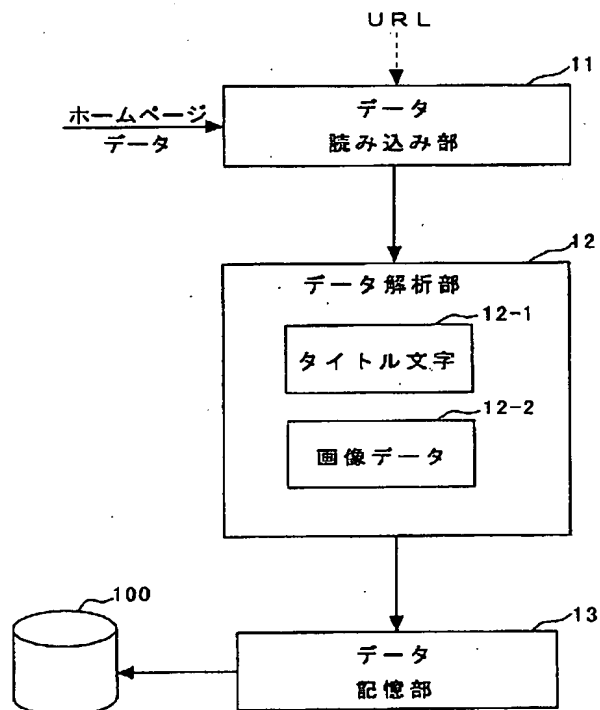 URL
11
ホームページ
データ
データ
読み込み部
12
データ解析部
12-1
タイトル文字
12-2
画像データ
100
13
データ
記憶部